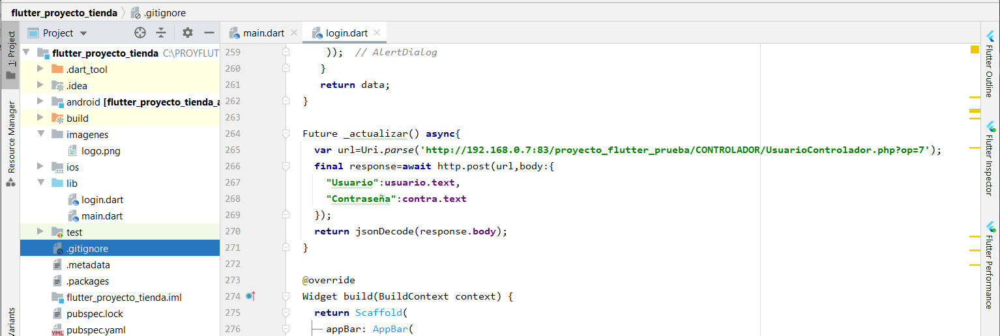 flutter_proyecto_tienda .gitignore
Project
main.dart
login.dart
1: Project
Resource Manager
Variants
flutter_proyecto_tienda C:\PROYFLUT
.dart_tool
.idea
android [flutter_proyecto_tienda_a
build
imagenes
logo.png
ios
lib
login.dart
main.dart
test
.gitignore
.metadata
.packages
flutter_proyecto_tienda.iml
pubspec.lock
pubspec.yaml
259 )); // AlertDialog
260 }
261 return data;
262 }
263
264 Future _actualizar() async{
265 var url=Uri.parse('http://192.168.0.7:83/proyecto_flutter_prueba/CONTROLADOR/UsuarioControlador.php?op=7');
266 final response=await http.post(url,body:{
267 "Usuario":usuario.text,
268 "Contraseña":contra.text
269 });
270 return jsonDecode(response.body);
271 }
272
273 @override
274 Widget build(BuildContext context) {
275 return Scaffold(
276 appBar: AppBar(
Flutter Outline
Flutter Inspector
Flutter Performance